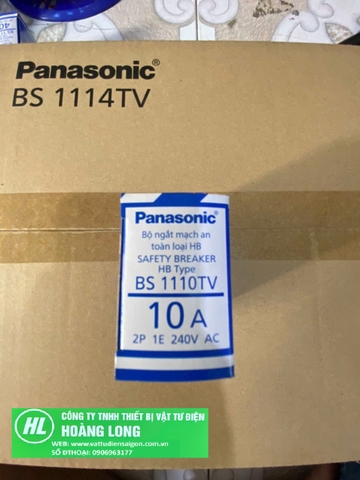 Panasonic®
BS 1114TV
Panasonic®
Bộ ngắt mạch an
toàn loại HB
SAFETY BREAKER
HB Type
BS 1110TV
10 A
2P 1E 240V AC
HL
CÔNG TY TNHH THIẾT BỊ VẬT TƯ ĐIỆN
HOÀNG LONG
WEB: www.vattudiensaigon.com.vn
SỐ ĐTHOẠI: 0906963177